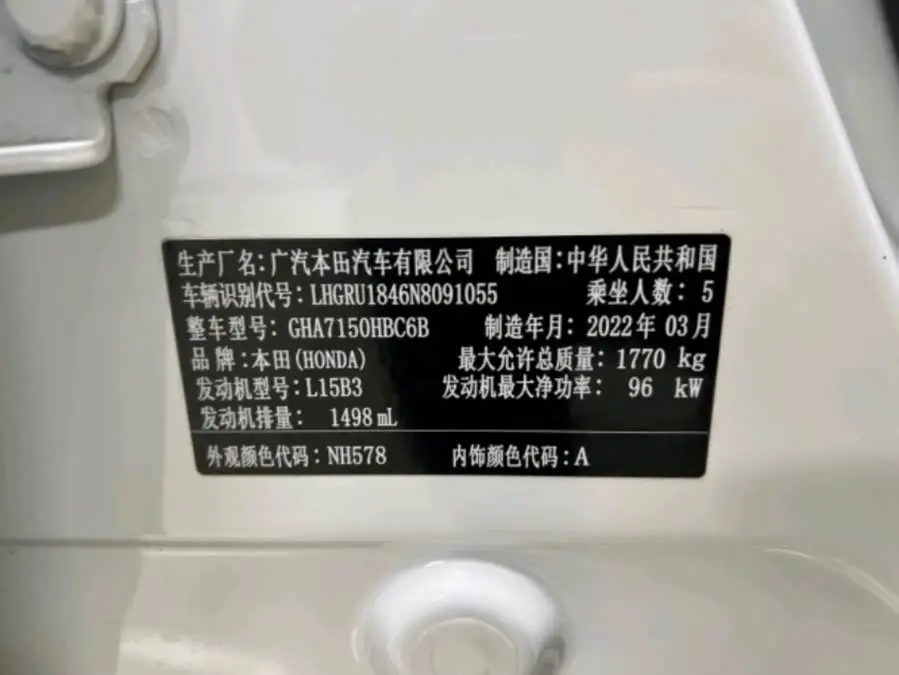 生产厂名:广汽本田汽车有限公司 制造国:中华人民共和国
车辆识别代号:LHGRU1846N8091055 乘坐人数: 5
整车型号:GHA7150HBC6B 制造年月:2022年 03月
品牌:本田(HONDA) 最大允许总质量: 1770 kg
发动机型号:L15B3 发动机最大净功率: 96 kW
发动机排量: 1498 mL
外观颜色代码:NH578 内饰颜色代码:A